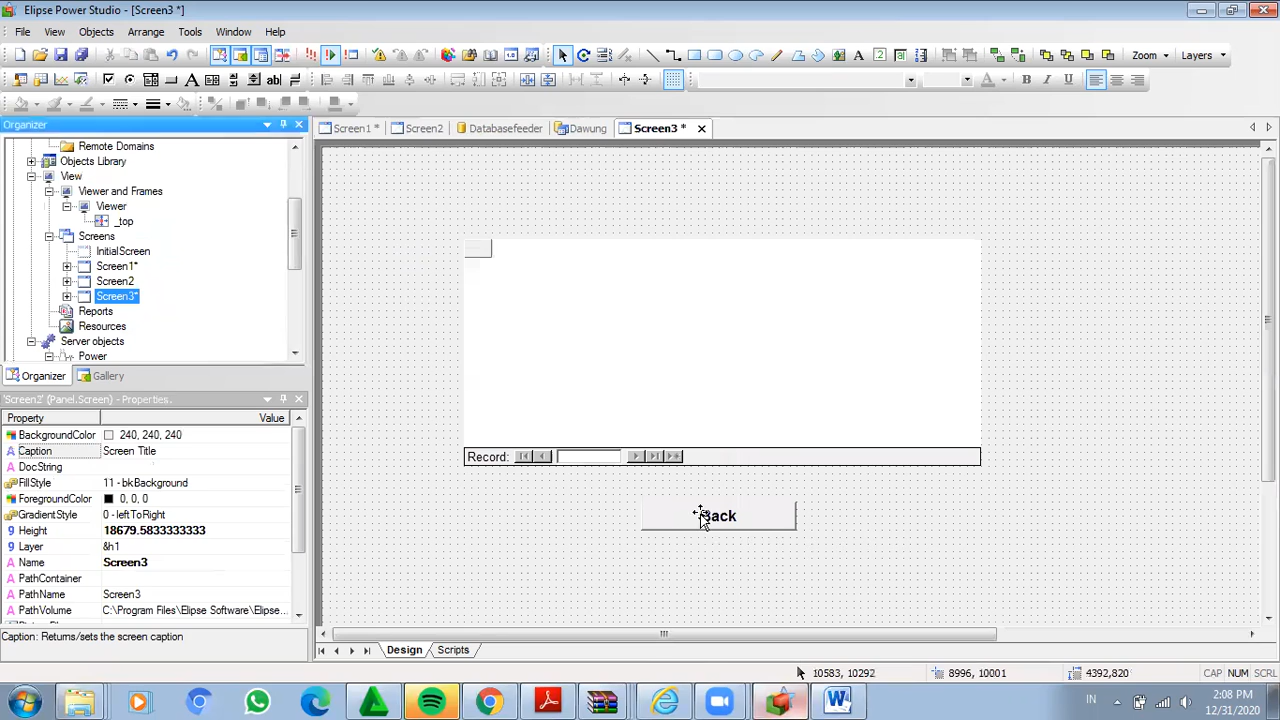 Elipse Power Studio - [Screen3 *]
File View Objects Arrange Tools Window Help
Zoom Layers
B I U
Organizer
Screen1 * Screen2 Databasefeeder Dawung Screen3 *
Remote Domains
Objects Library
View
Viewer and Frames
Viewer
_top
Screens
InitialScreen
Screen1*
Screen2
Screen3*
Reports
Resources
Server objects
Power
Organizer Gallery
'Screen2' (Panel.Screen) - Properties.
Property Value
BackgroundColor 240, 240, 240
Caption Screen Title
DocString
FillStyle 11 - bkBackground
ForegroundColor 0, 0, 0
GradientStyle 0 - leftToRight
Height 18679.5833333333
Layer &h1
Name Screen3
PathContainer
PathName Screen3
PathVolume C:\Program Files\Elipse Software\Elipse...
Caption: Returns/sets the screen caption
Record:
Back
Design Scripts
10583, 10292 8996, 10001 4392,820 CAP NUM SCRL
IN 2:08 PM
12/31/2020